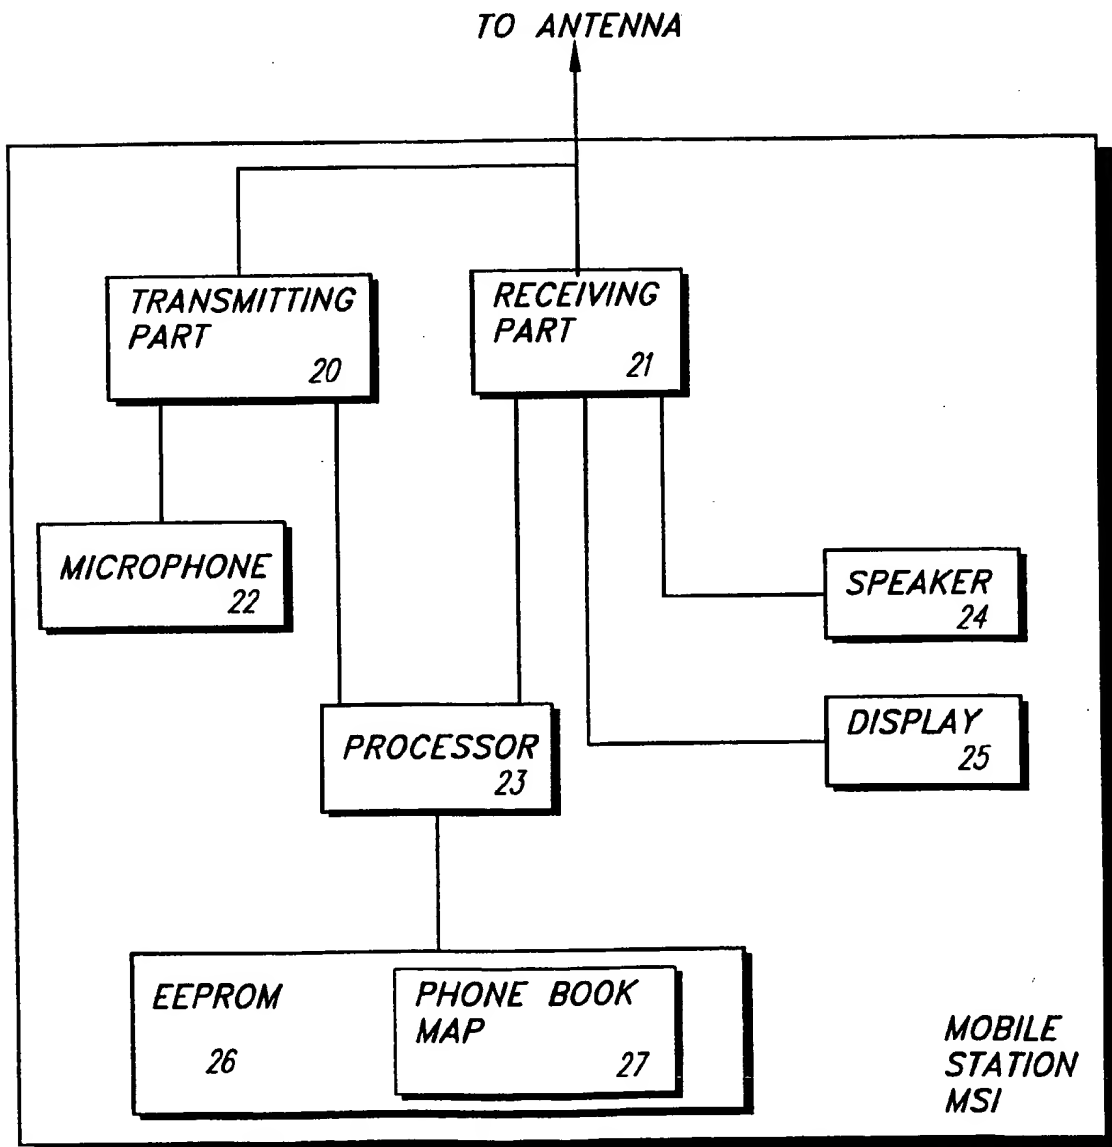 TO ANTENNA
TRANSMITTING
PART
20
RECEIVING
PART
21
MICROPHONE
22
SPEAKER
24
PROCESSOR
23
DISPLAY
25
EEPROM
26
PHONE BOOK
MAP
27
MOBILE
STATION
MSI